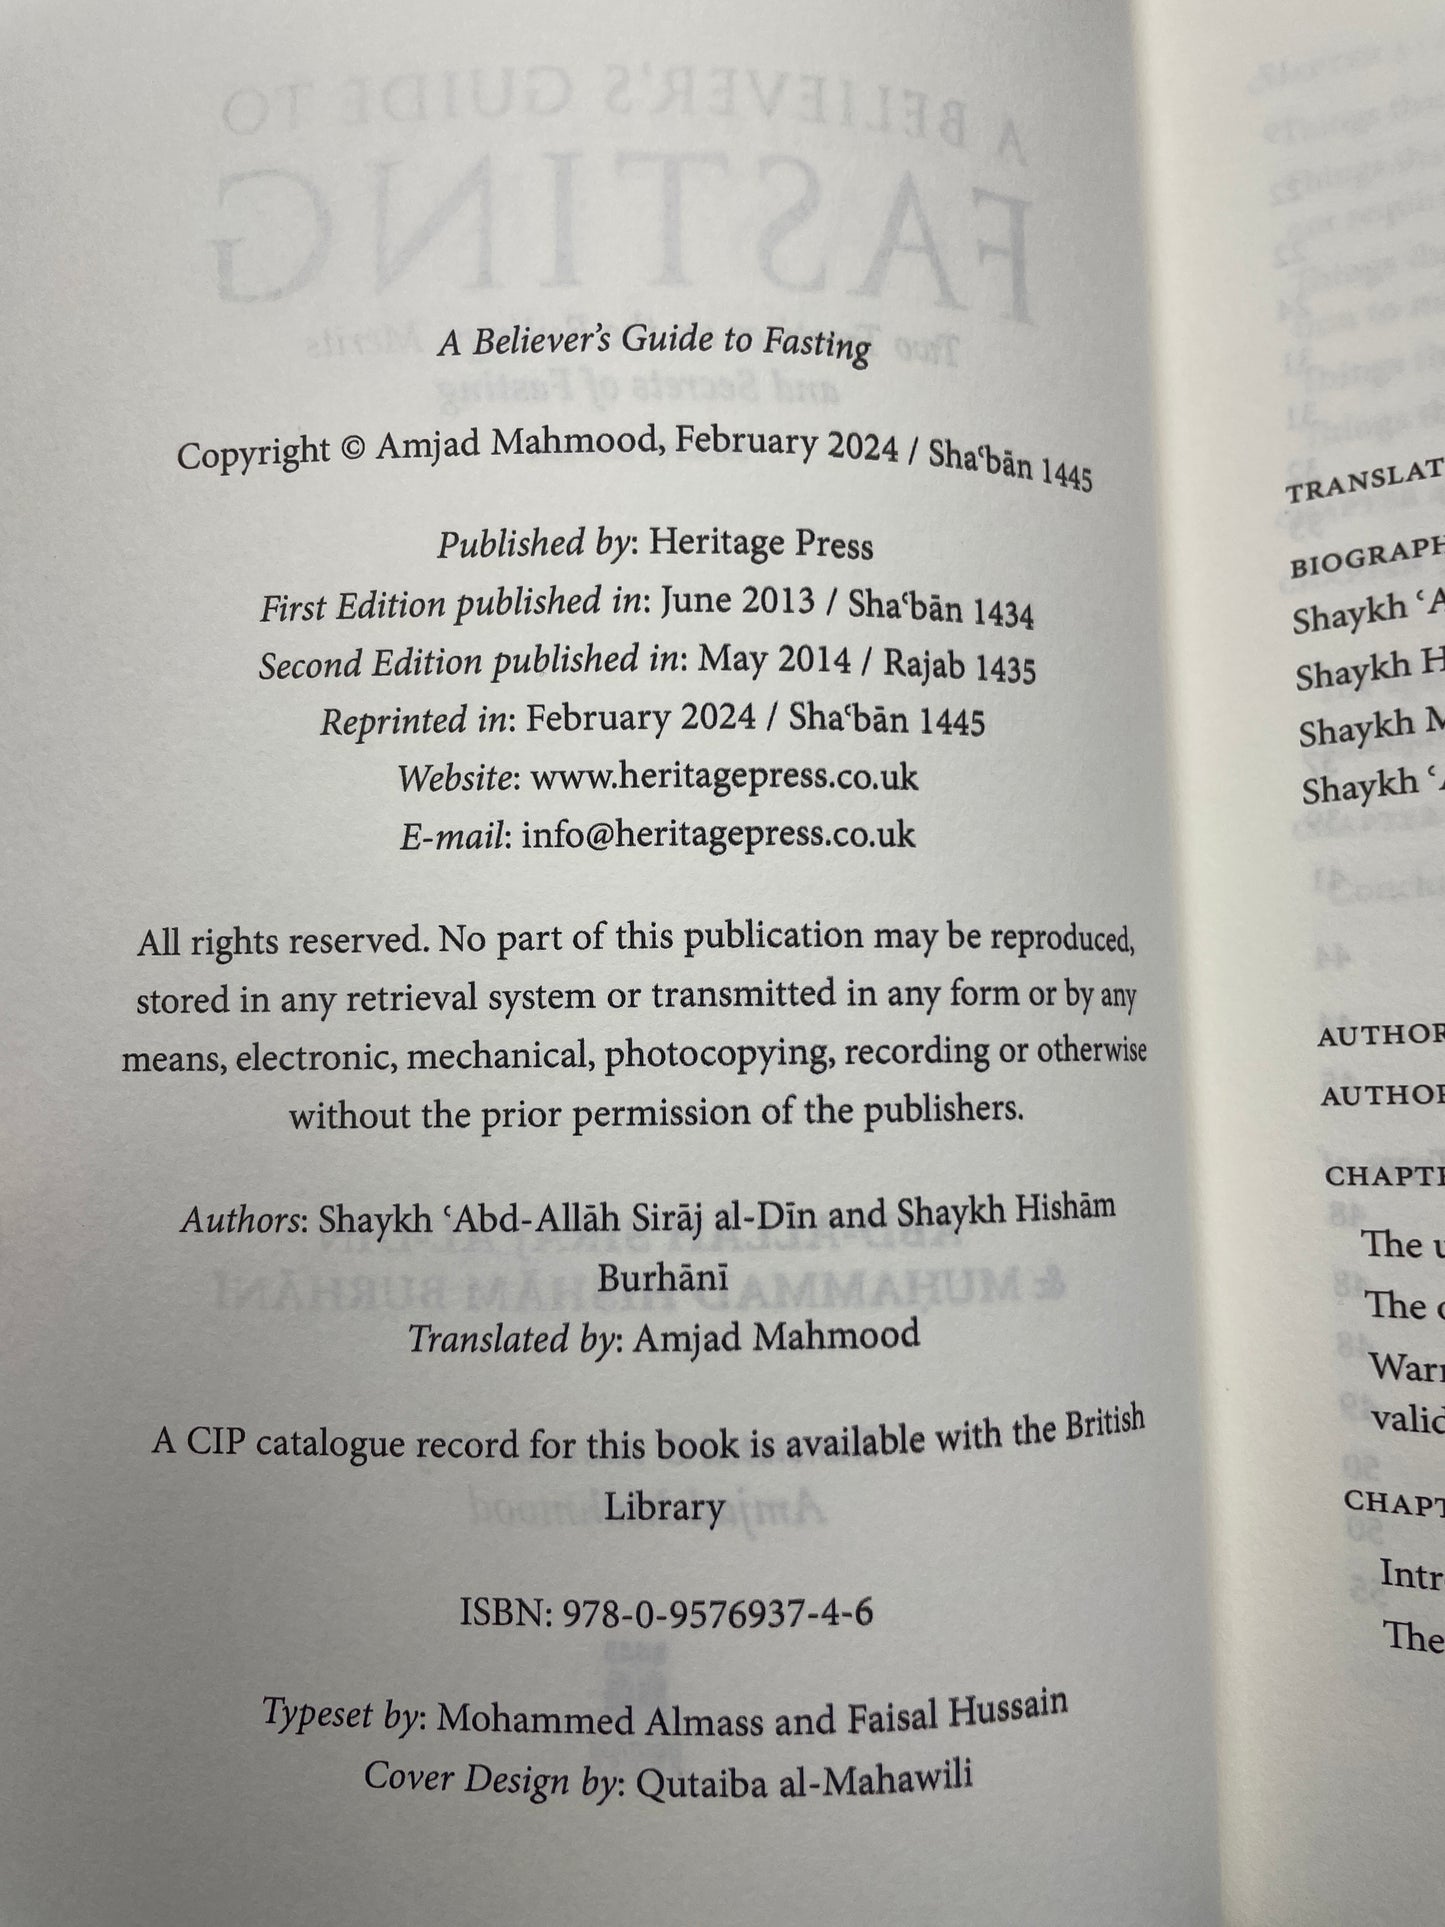 A Believer’s Guide to Fasting
Copyright © Amjad Mahmood, February 2024 / Shaʿbān 1445
Published by: Heritage Press
First Edition published in: June 2013 / Shaʿbān 1434
Second Edition published in: May 2014 / Rajab 1435
Reprinted in: February 2024 / Shaʿbān 1445
Website: www.heritagepress.co.uk
E-mail: info@heritagepress.co.uk
All rights reserved. No part of this publication may be reproduced,
stored in any retrieval system or transmitted in any form or by any
means, electronic, mechanical, photocopying, recording or otherwise
without the prior permission of the publishers.
Authors: Shaykh ʿAbd-Allāh Sirāj al-Dīn and Shaykh Hishām
Burhānī
Translated by: Amjad Mahmood
A CIP catalogue record for this book is available with the British
Library
ISBN: 978-0-9576937-4-6
Typeset by: Mohammed Almass and Faisal Hussain
Cover Design by: Qutaiba al-Mahawili
Shaykh
Shaykh
Shaykh
Shaykh
The
The
The